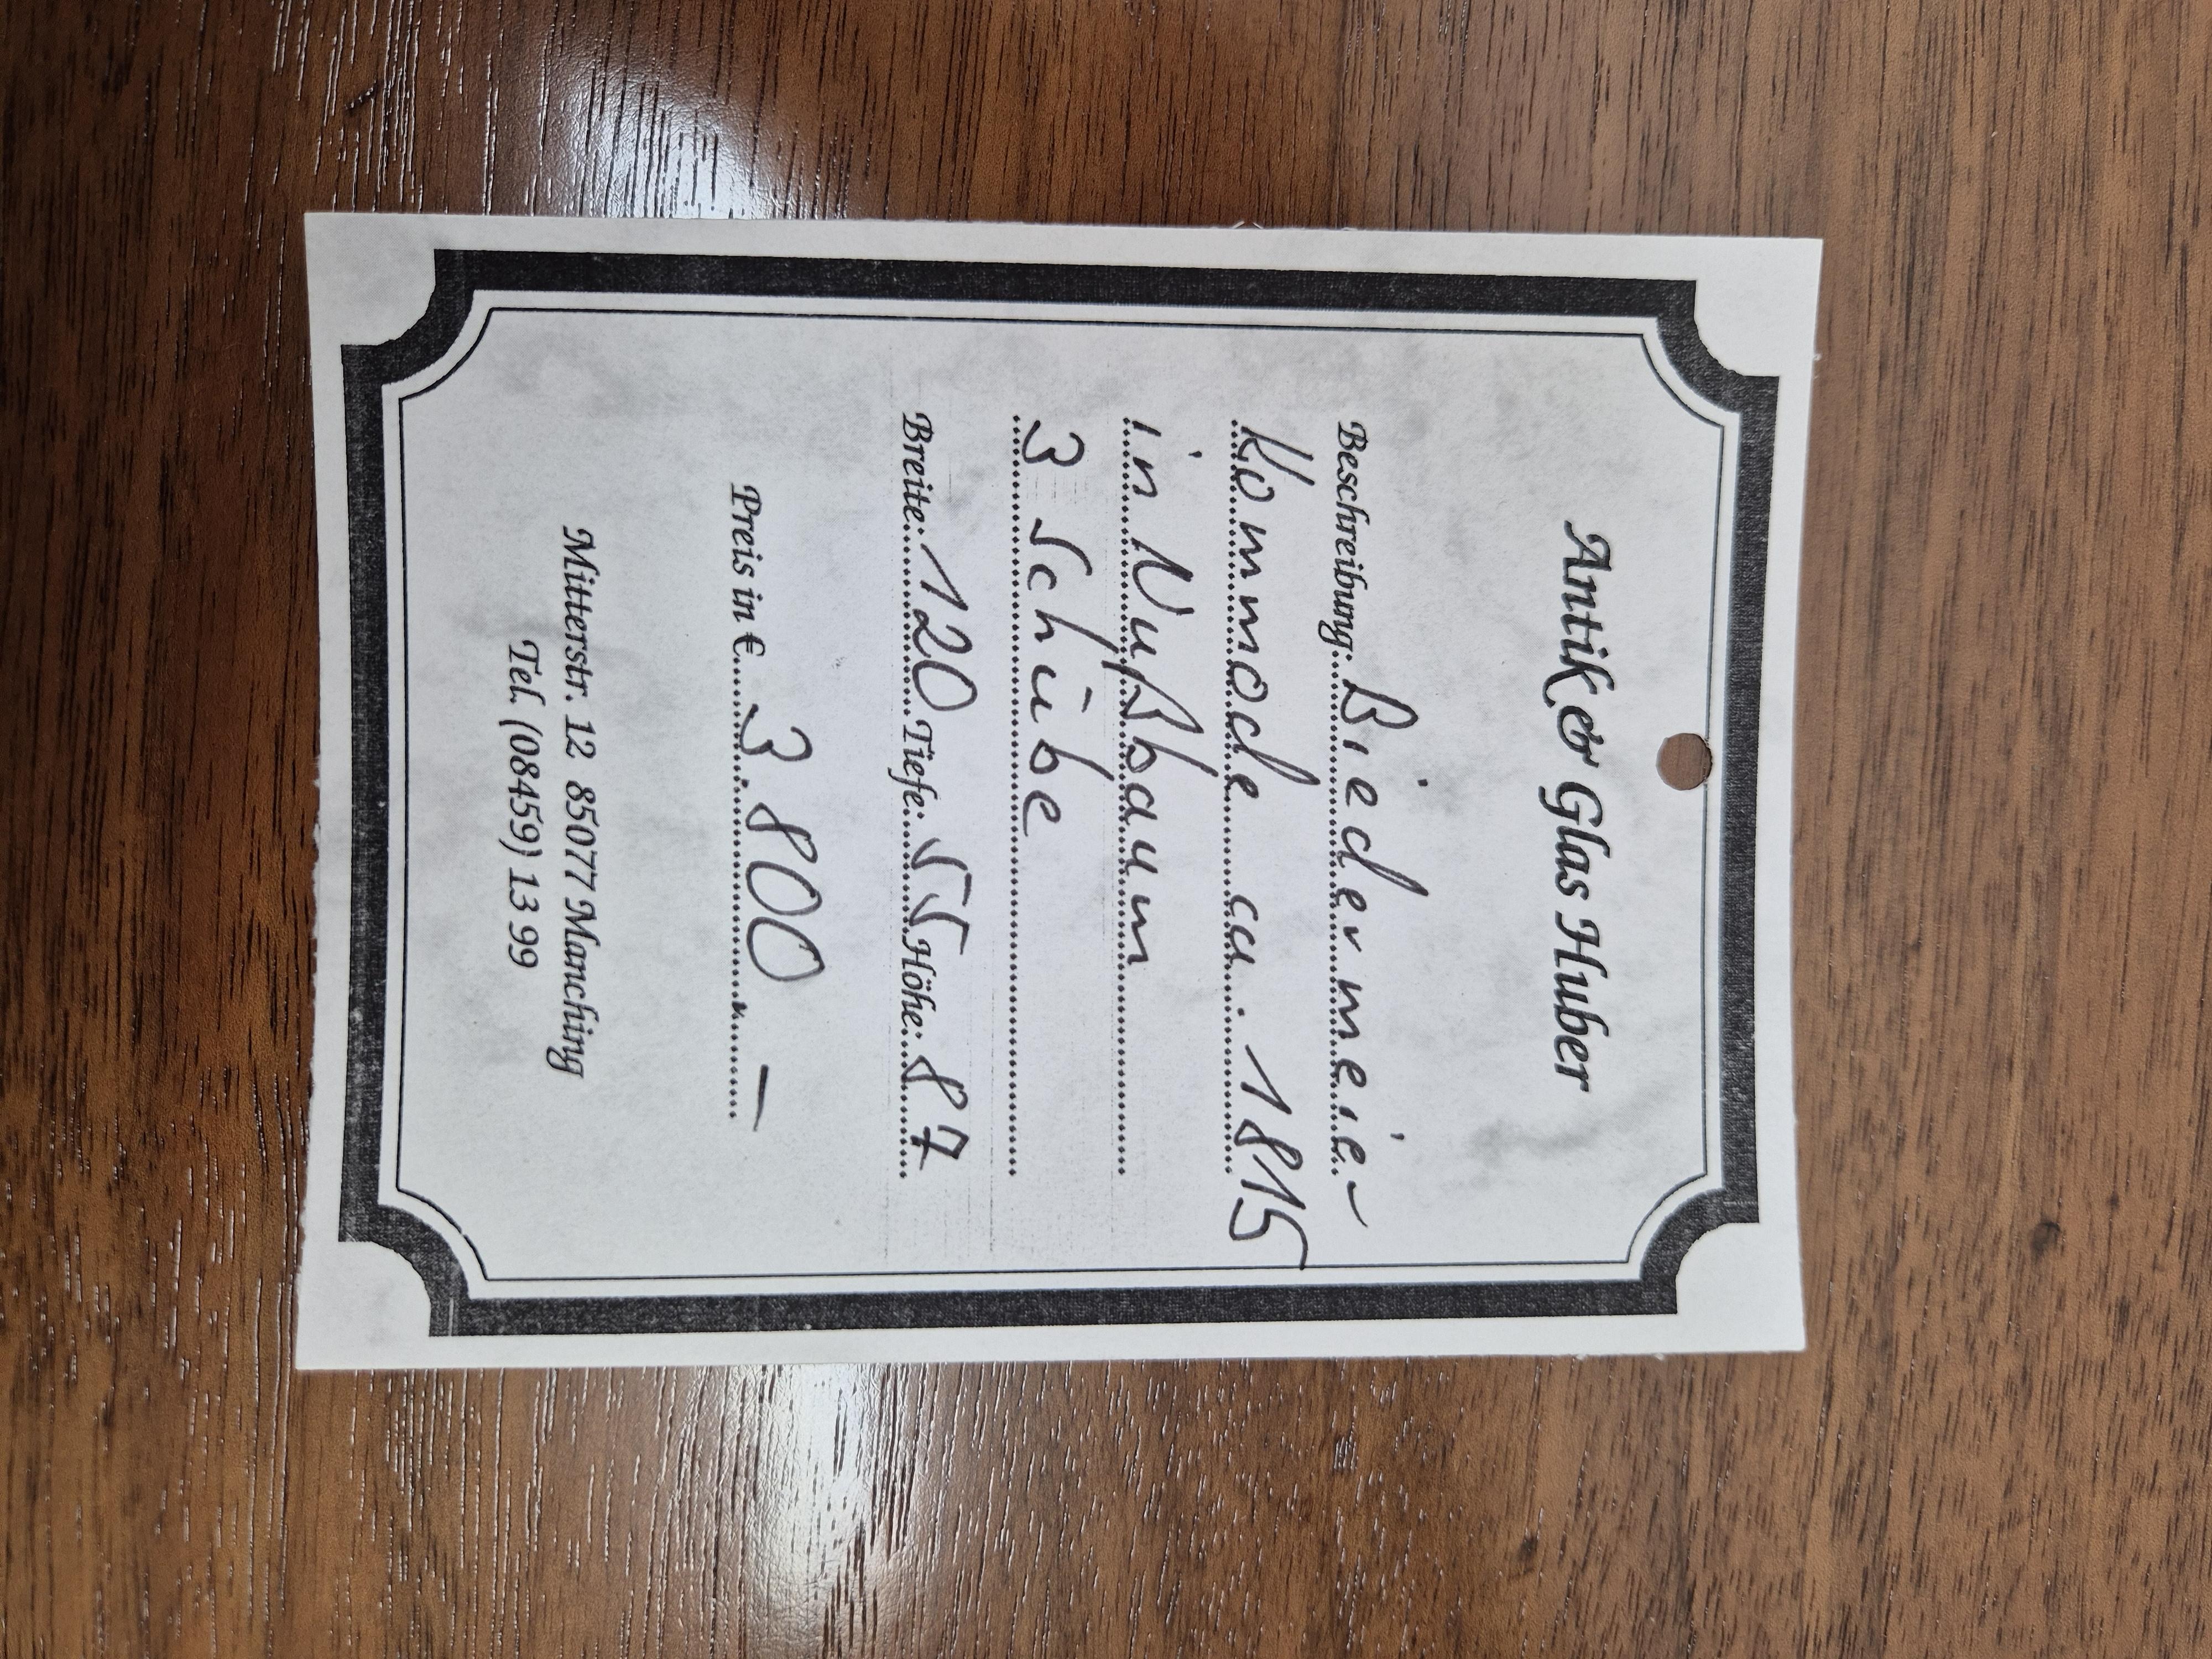 Antik & Glas Huber
Beschreibung: Biedermeier
Kommode ca. 1815
in Nußbaum
3 Schübe
Breite: 120 Tiefe: 55 Höhe: 87
Preis in € 3.800.-
Mitterstr. 12 85077 Manching
Tel. (08459) 13 99